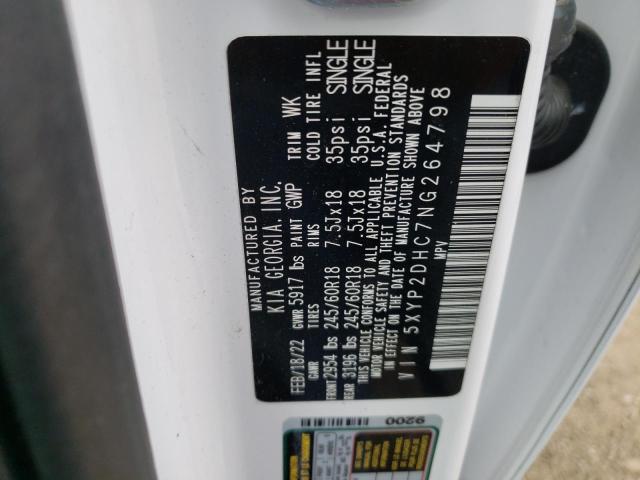 MANUFACTURED BY
KIA GEORGIA, INC.
FEB/18/22 GVWR 5917 lbs PAINT GWP TRIM WK
GAWR TIRES RIMS COLD TIRE INFL
FRONT 2954 lbs 245/60R18 7.5Jx18 35psi SINGLE
REAR 3196 lbs 245/60R18 7.5Jx18 35psi SINGLE
THIS VEHICLE CONFORMS TO ALL APPLICABLE U.S.A. FEDERAL
MOTOR VEHICLE SAFETY AND THEFT PREVENTION STANDARDS
IN EFFECT ON THE DATE OF MANUFACTURE SHOWN ABOVE
VIN 5XYP2DHC7NG264798
MPV
9200